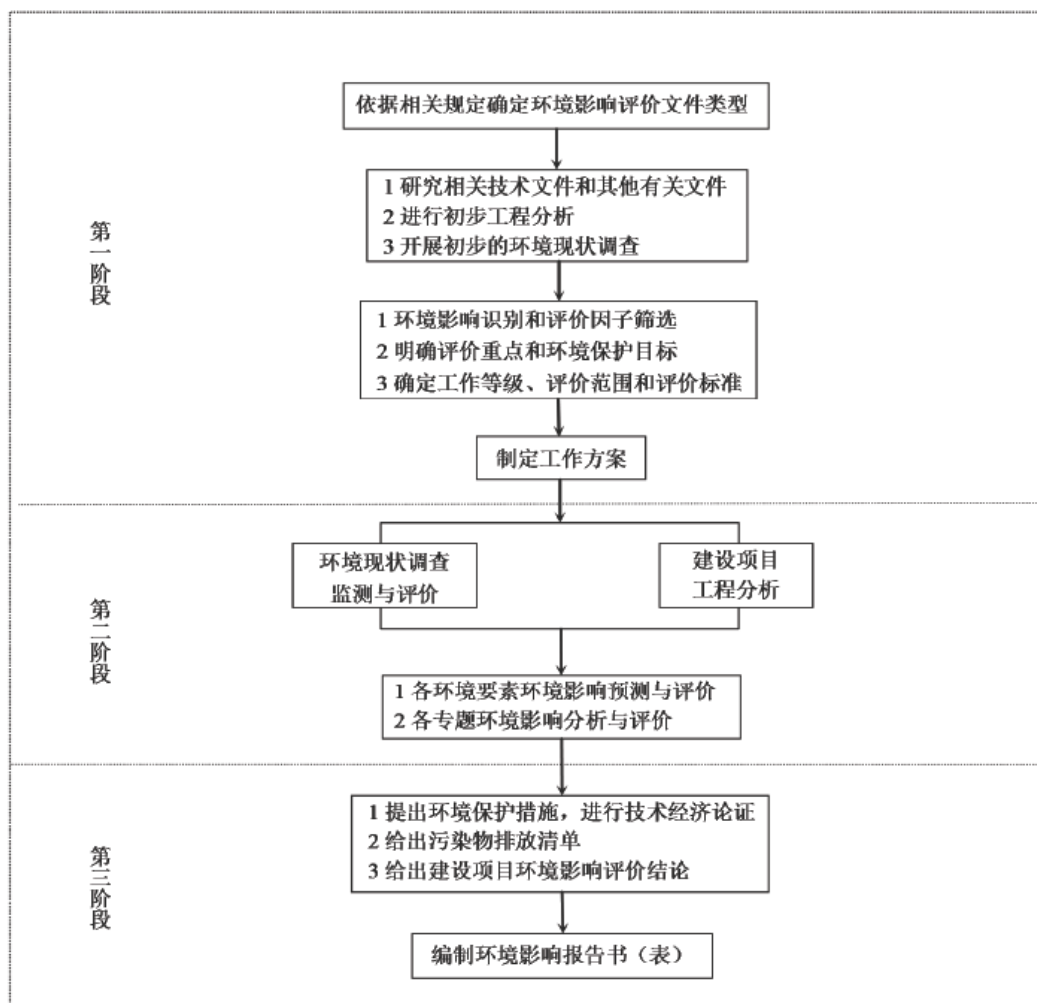 依据相关规定确定环境影响评价文件类型
1 研究相关技术文件和其他有关文件
2 进行初步工程分析
3 开展初步的环境现状调查
第一阶段
1 环境影响识别和评价因子筛选
2 明确评价重点和环境保护目标
3 确定工作等级、评价范围和评价标准
制定工作方案
环境现状调查
监测与评价
建设项目
工程分析
第二阶段
1 各环境要素环境影响预测与评价
2 各专题环境影响分析与评价
1 提出环境保护措施，进行技术经济论证
2 给出污染物排放清单
3 给出建设项目环境影响评价结论
第三阶段
编制环境影响报告书（表）